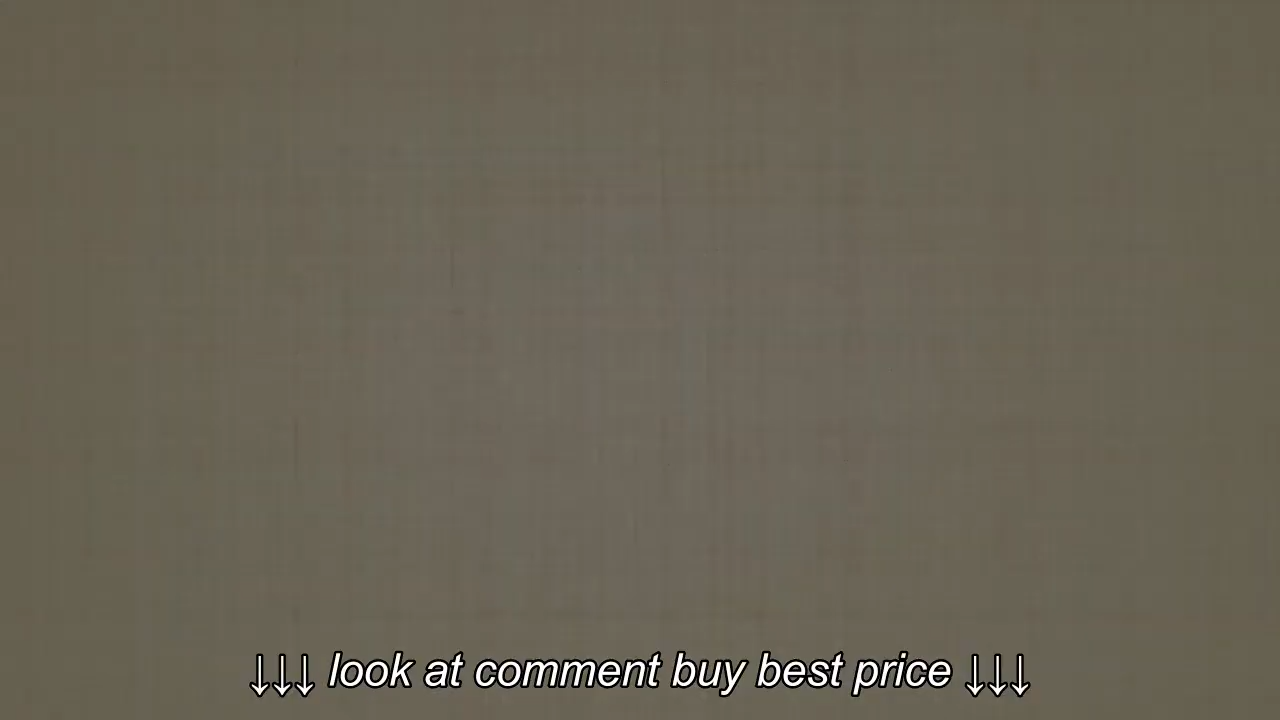 ↓↓↓ look at comment buy best price ↓↓↓